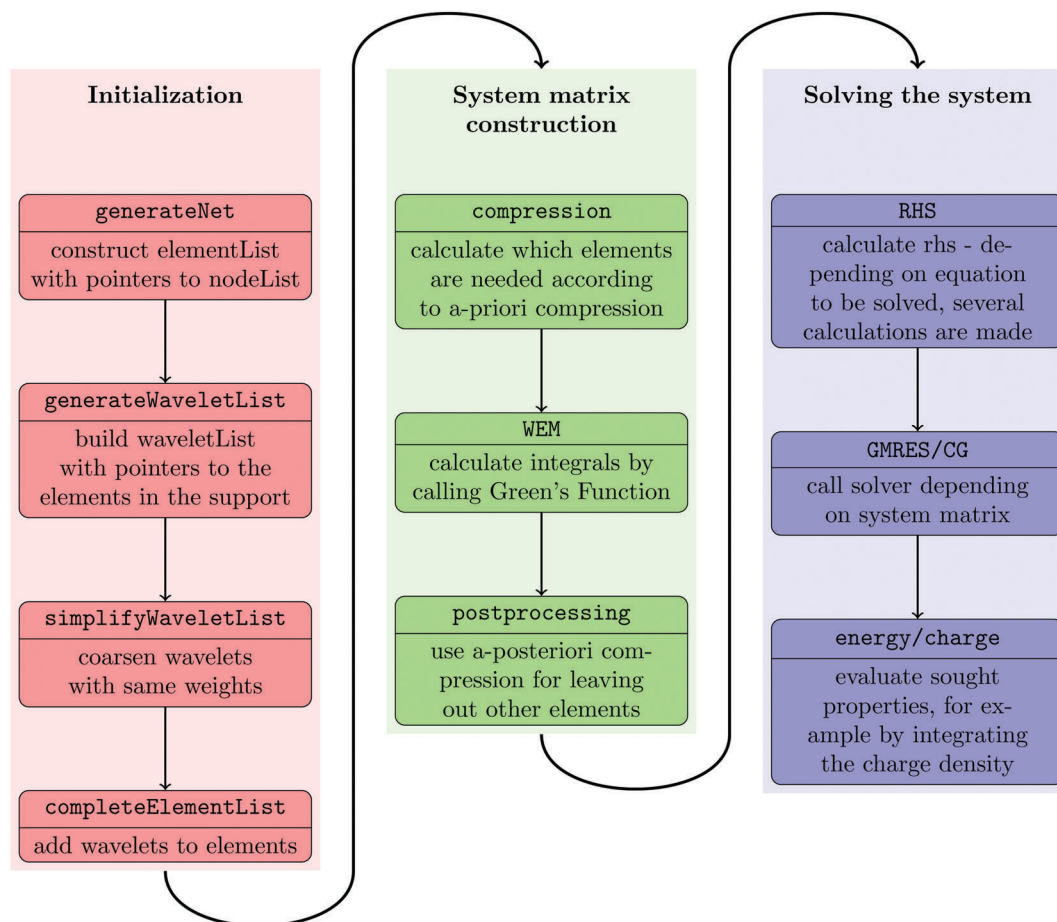 Initialization
generateNet
construct elementList
with pointers to nodeList
generateWaveletList
build waveletList
with pointers to the
elements in the support
simplifyWaveletList
coarsen wavelets
with same weights
completeElementList
add wavelets to elements
System matrix
construction
compression
calculate which elements
are needed according
to a-priori compression
WEM
calculate integrals by
calling Green's Function
postprocessing
use a-posteriori com-
pression for leaving
out other elements
Solving the system
RHS
calculate rhs - de-
pending on equation
to be solved, several
calculations are made
GMRES/CG
call solver depending
on system matrix
energy/charge
evaluate sought
properties, for ex-
ample by integrating
the charge density